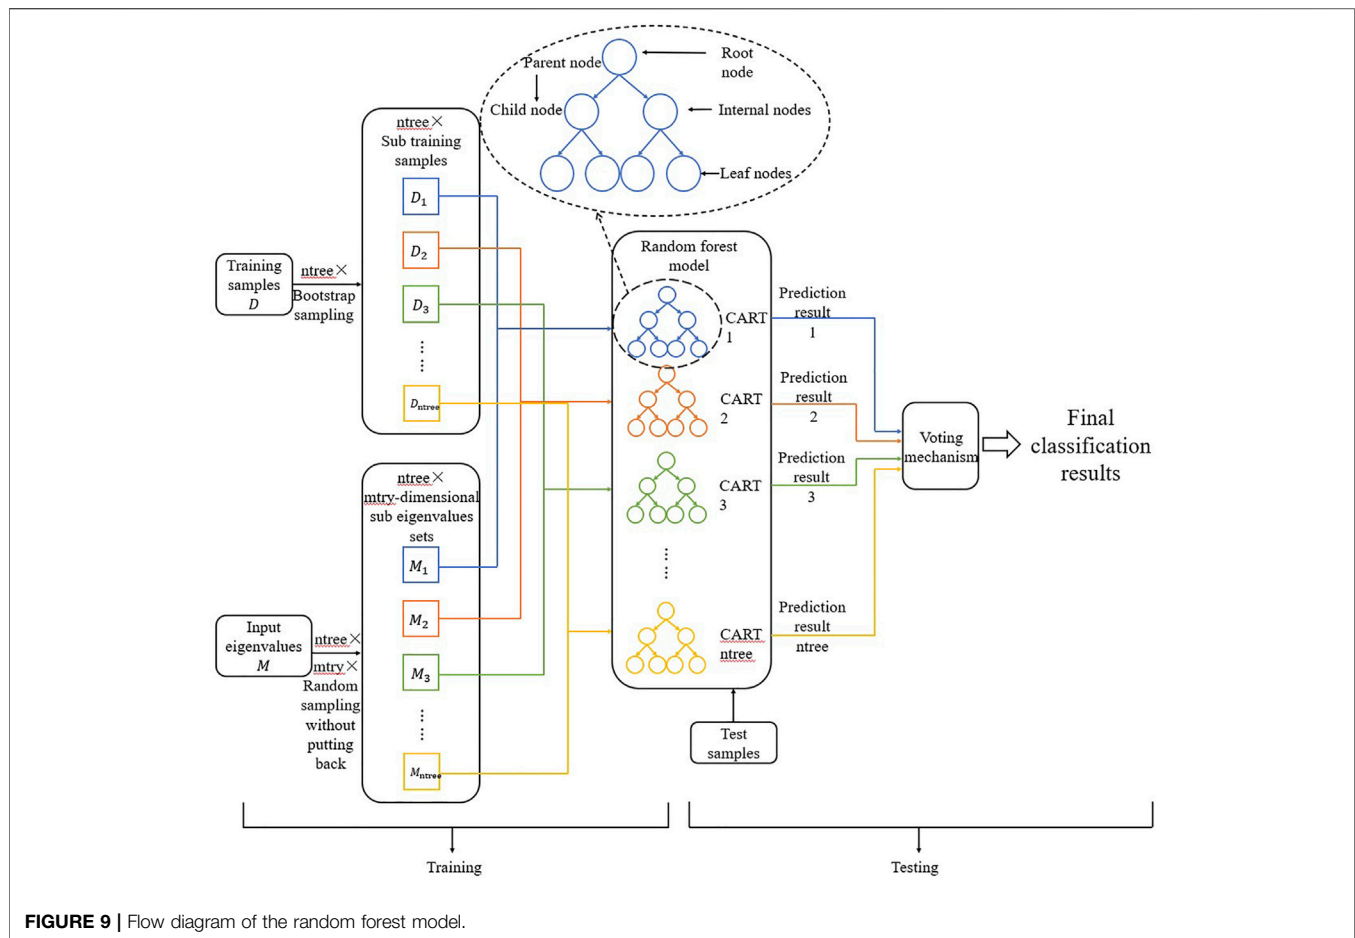 Parent node
Root
node
Child node
Internal nodes
Leaf nodes
ntree×
Sub training
samples
D1
D2
D3
Dntree
Training
samples
D
ntree×
Bootstrap
sampling
ntree×
mtry-dimensional
sub eigenvalues
sets
M1
M2
M3
Mntree
Input
eigenvalues
M
ntree×
mtry×
Random
sampling
without
putting
back
Random forest
model
CART
1
CART
2
CART
3
CART
ntree
Prediction
result
1
Prediction
result
2
Prediction
result
3
Prediction
result
ntree
Voting
mechanism
Final
classification
results
Test
samples
Training
Testing
FIGURE 9 | Flow diagram of the random forest model.